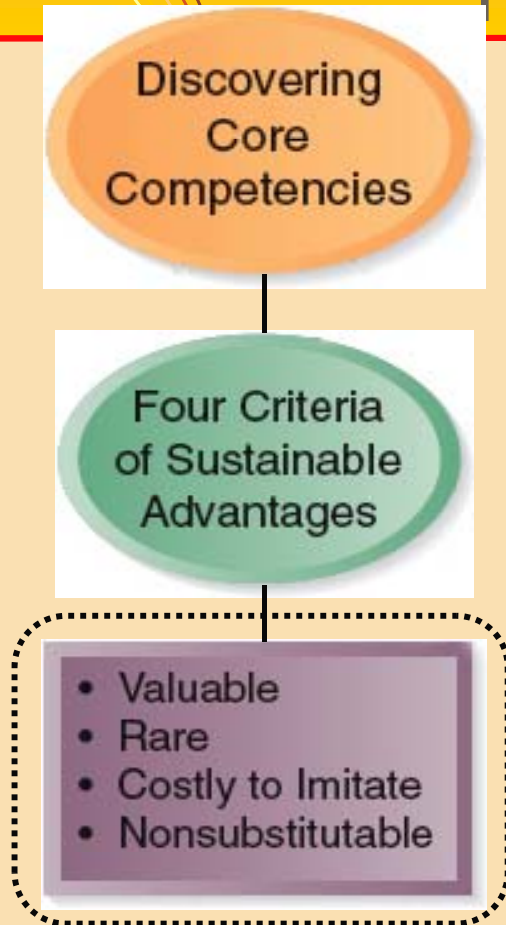 Discovering
Core
Competencies
Four Criteria
of Sustainable
Advantages
• Valuable
• Rare
• Costly to Imitate
• Nonsubstitutable